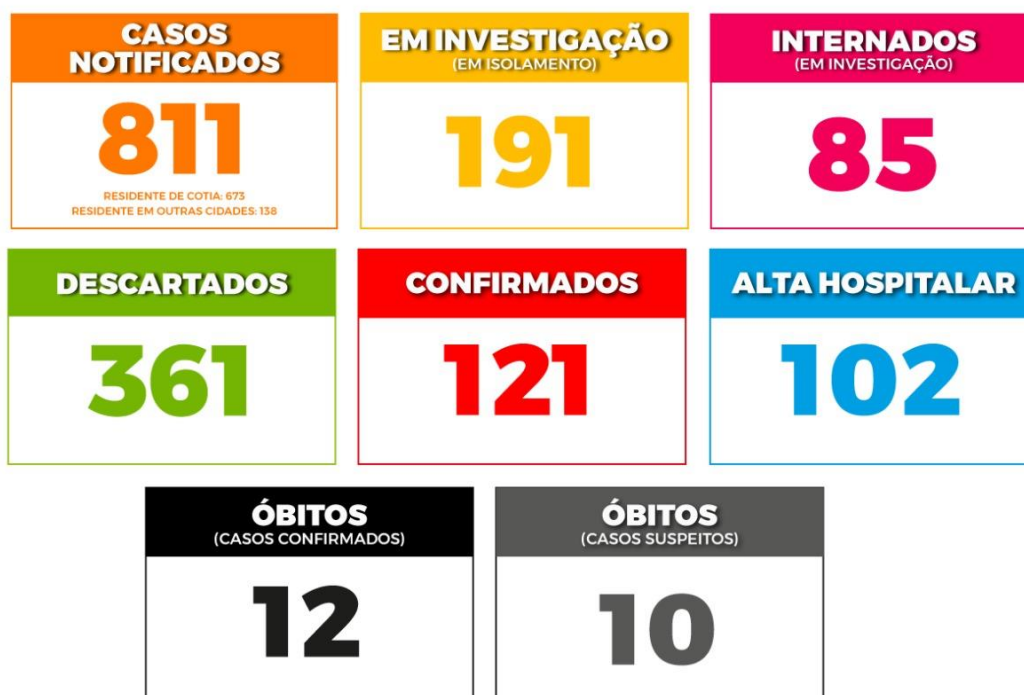 CASOS
NOTIFICADOS
811
RESIDENTE DE COTIA: 673
RESIDENTE EM OUTRAS CIDADES: 138
EM INVESTIGAÇÃO
(EM ISOLAMENTO)
191
INTERNADOS
(EM INVESTIGAÇÃO)
85
DESCARTADOS
361
CONFIRMADOS
121
ALTA HOSPITALAR
102
ÓBITOS
(CASOS CONFIRMADOS)
12
ÓBITOS
(CASOS SUSPEITOS)
10